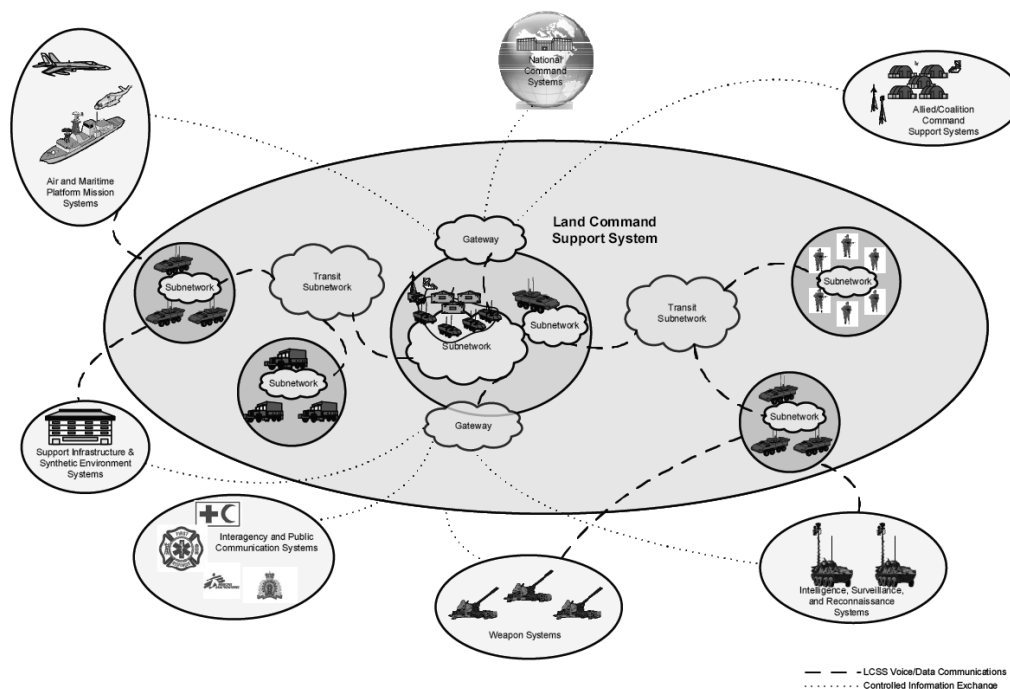 National
Command
Systems
Allied/Coalition
Command
Support Systems
Air and Maritime
Platform Mission
Systems
Land Command
Support System
Gateway
Transit
Subnetwork
Subnetwork
Subnetwork
Transit
Subnetwork
Subnetwork
Subnetwork
Subnetwork
Subnetwork
Gateway
Support Infrastructure &
Synthetic Environment
Systems
Interagency and Public
Communication Systems
FIRST
Weapon Systems
Intelligence, Surveillance,
and Reconnaissance
Systems
LCSS Voice/Data Communications
Controlled Information Exchange